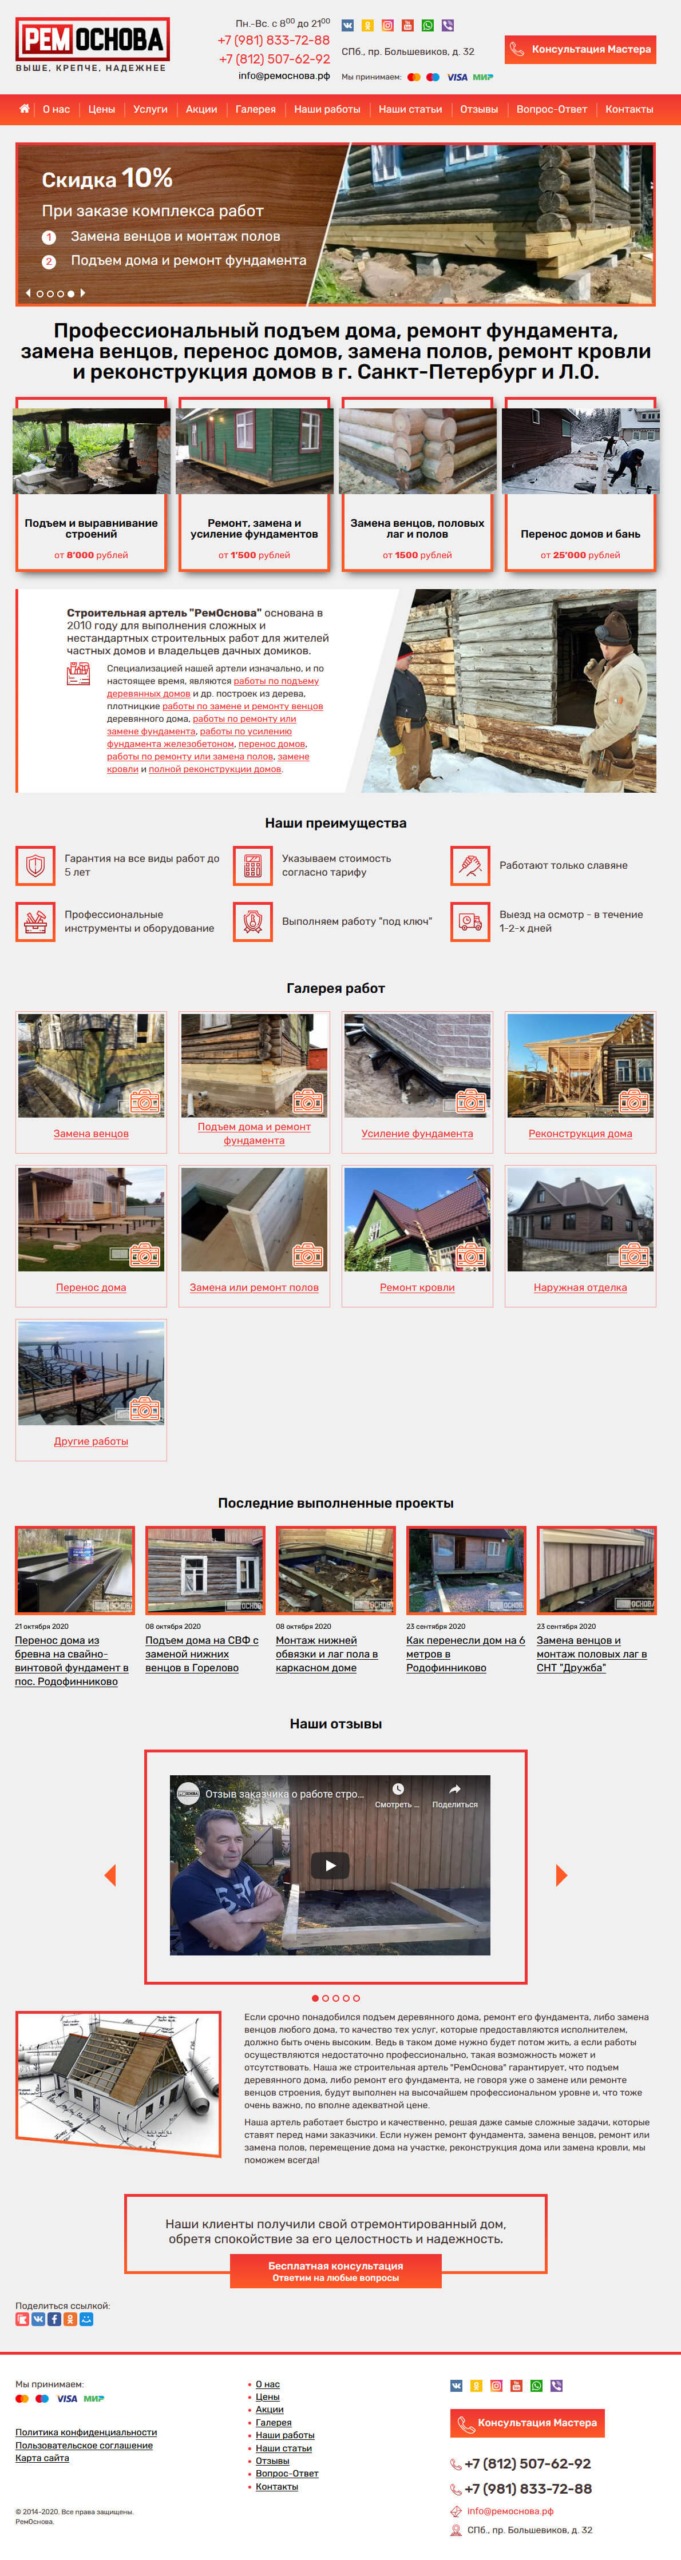 РЕМОСНОВА
ВЫШЕ, КРЕПЧЕ, НАДЕЖНЕЕ
Пн.-Вс. с 8⁰⁰ до 21⁰⁰
+7 (981) 833-72-88
+7 (812) 507-62-92
info@ремоснова.рф
СПб., пр. Большевиков, д. 32
Мы принимаем: VISA МИР
Консультация Мастера
О нас Цены Услуги Акции Галерея Наши работы Наши статьи Отзывы Вопрос-Ответ Контакты
Скидка 10%
При заказе комплекса работ
1 Замена венцов и монтаж полов
2 Подъем дома и ремонт фундамента
Профессиональный подъем дома, ремонт фундамента,
замена венцов, перенос домов, замена полов, ремонт кровли
и реконструкция домов в г. Санкт-Петербург и Л.О.
Подъем и выравнивание
строений
от 8'000 рублей
Ремонт, замена и
усиление фундаментов
от 1'500 рублей
Замена венцов, половых
лаг и полов
от 1500 рублей
Перенос домов и бань
от 25'000 рублей
Строительная артель "РемОснова" основана в
2010 году для выполнения сложных и
нестандартных строительных работ для жителей
частных домов и владельцев дачных домиков.
Специализацией нашей артели изначально, и по
настоящее время, являются работы по подъему
деревянных домов и др. построек из дерева,
плотницкие работы по замене и ремонту венцов
деревянного дома, работы по ремонту или
замене фундамента, работы по усилению
фундамента железобетоном, перенос домов,
работы по ремонту или замена полов, замене
кровли и полной реконструкции домов.
Наши преимущества
Гарантия на все виды работ до
5 лет
Указываем стоимость
согласно тарифу
Работают только славяне
Профессиональные
инструменты и оборудование
Выполняем работу "под ключ"
Выезд на осмотр - в течение
1-2-х дней
Галерея работ
Замена венцов
Подъем дома и ремонт
фундамента
Усиление фундамента
Реконструкция дома
Перенос дома
Замена или ремонт полов
Ремонт кровли
Наружная отделка
Другие работы
Последние выполненные проекты
21 октября 2020
Перенос дома из
бревна на свайно-
винтовой фундамент в
пос. Родофинниково
08 октября 2020
Подъем дома на СВФ с
заменой нижних
венцов в Горелово
08 октября 2020
Монтаж нижней
обвязки и лаг пола в
каркасном доме
23 сентября 2020
Как перенесли дом на 6
метров в
Родофинниково
23 сентября 2020
Замена венцов и
монтаж половых лаг в
СНТ "Дружба"
Наши отзывы
Отзыв заказчика о работе стро...
Смотреть ...
Поделиться
Если срочно понадобился подъем деревянного дома, ремонт его фундамента, либо замена
венцов любого дома, то качество тех услуг, которые предоставляются исполнителем,
должно быть очень высоким. Ведь в таком доме нужно будет потом жить, а если работы
осуществляются недостаточно профессионально, такая возможность может и
отсутствовать. Наша же строительная артель "РемОснова" гарантирует, что подъем
деревянного дома, либо ремонт его фундамента, не говоря уже о замене или ремонте
венцов строения, будут выполнен на высочайшем профессиональном уровне и, что тоже
очень важно, по вполне адекватной цене.
Наша артель работает быстро и качественно, решая даже самые сложные задачи, которые
ставят перед нами заказчики. Если нужен ремонт фундамента, замена венцов, ремонт или
замена полов, перемещение дома на участке, реконструкция дома или замена кровли, мы
поможем всегда!
Наши клиенты получили свой отремонтированный дом,
обретя спокойствие за его целостность и надежность.
Бесплатная консультация
Ответим на любые вопросы
Поделиться ссылкой:
Мы принимаем:
VISA МИР
Политика конфиденциальности
Пользовательское соглашение
Карта сайта
© 2014-2020. Все права защищены.
РемОснова.
О нас
Цены
Акции
Галерея
Наши работы
Наши статьи
Отзывы
Вопрос-Ответ
Контакты
Консультация Мастера
+7 (812) 507-62-92
+7 (981) 833-72-88
info@ремоснова.рф
СПб., пр. Большевиков, д. 32